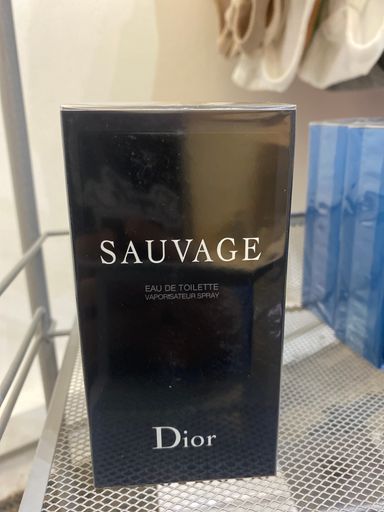 SAUVAGE
EAU DE TOILETTE
VAPORISATEUR SPRAY
Dior